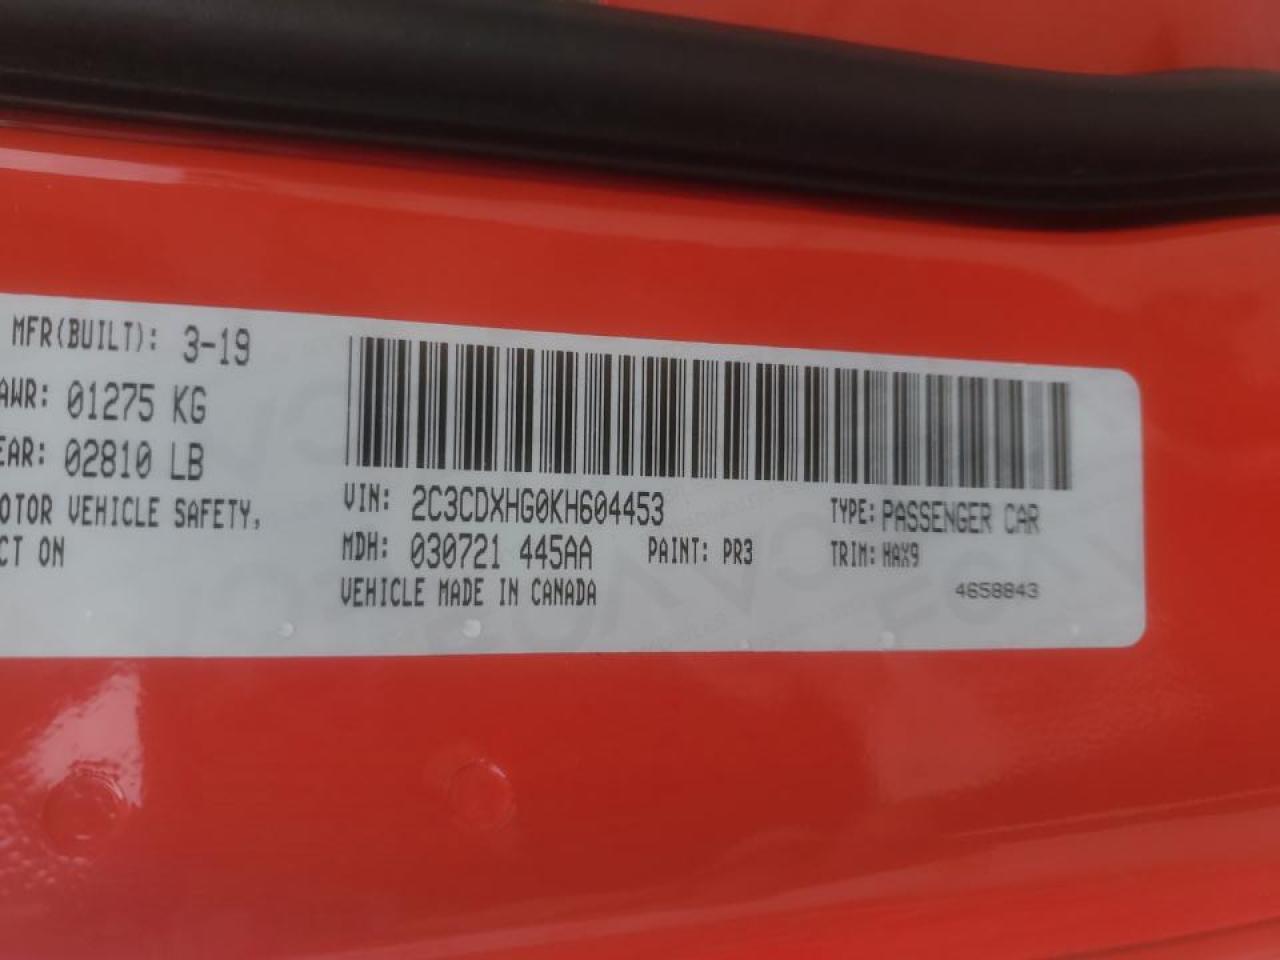 MFR(BUILT): 3-19
AWR: 01275 KG
EAR: 02810 LB
OTOR VEHICLE SAFETY,
CT ON
VIN: 2C3CDXHG0KH604453 TYPE: PASSENGER CAR
MDH: 030721 445AA PAINT: PR3 TRIM: HAX9
VEHICLE MADE IN CANADA
4658843